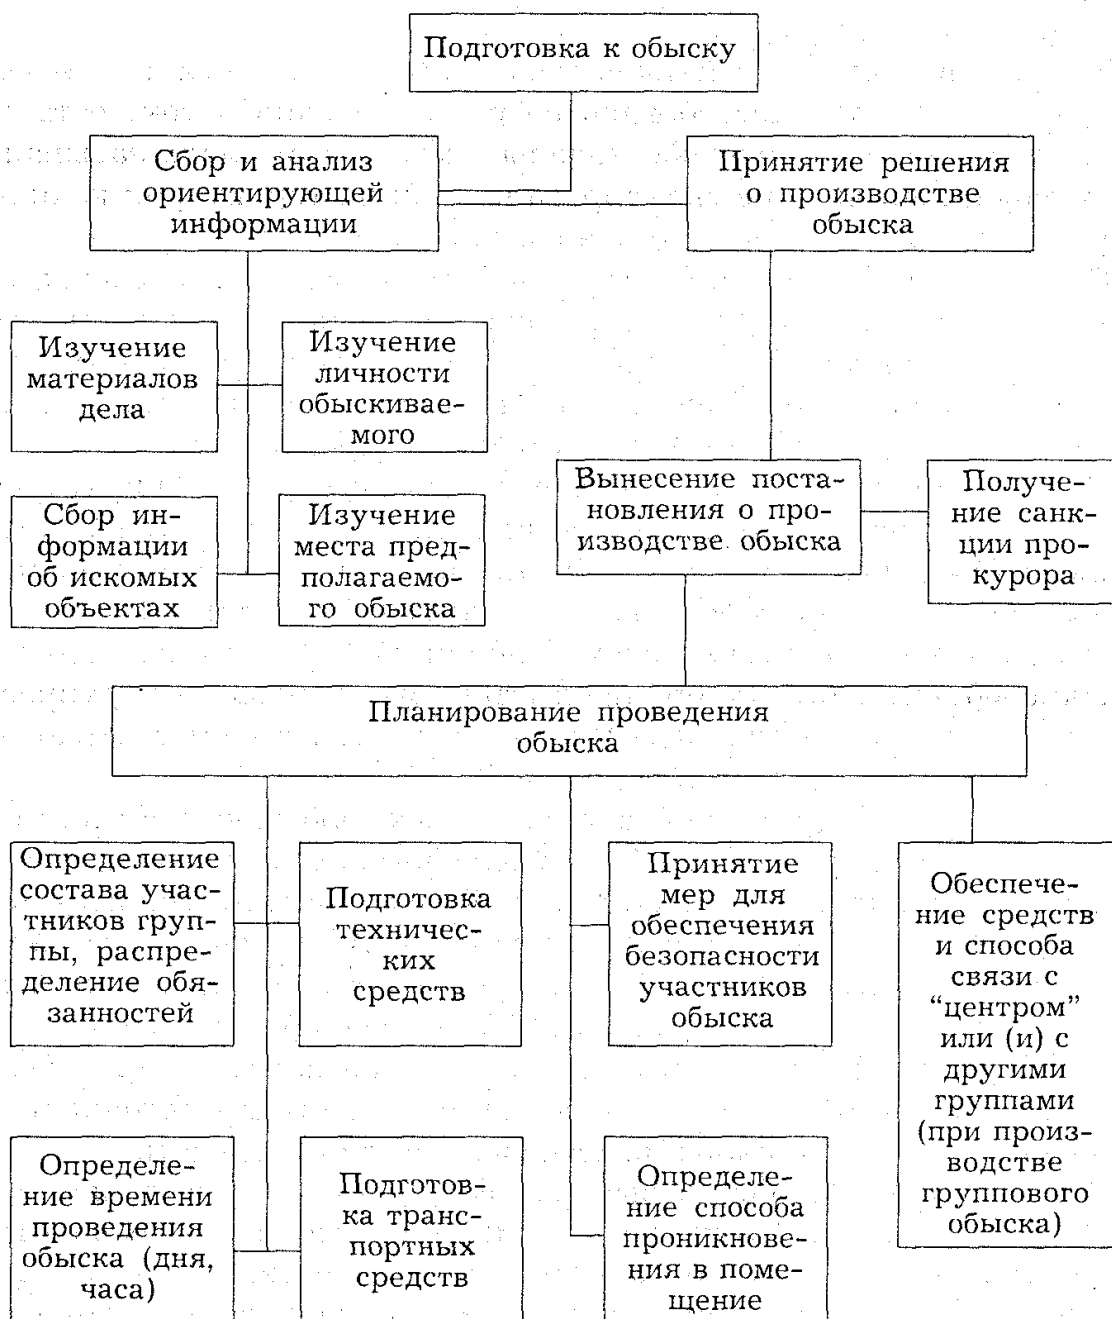 Подготовка к обыску
Сбор и анализ
ориентирующей
информации
Принятие решения
о производстве
обыска
Изучение
материалов
дела
Изучение
личности
обыскивае-
мого
Сбор ин-
формации
об искомых
объектах
Изучение
места пред-
полагаемо-
го обыска
Вынесение поста-
новления о про-
изводстве обыска
Получе-
ние санк-
ции про-
курора
Планирование проведения
обыска
Определение
состава учас-
тников груп-
пы, распре-
деление обя-
занностей
Подготовка
техничес-
ких
средств
Принятие
мер для
обеспечения
безопасности
участников
обыска
Обеспече-
ние средств
и способа
связи с
“центром”
или (и) с
другими
группами
(при произ-
водстве
группового
обыска)
Определе-
ние времени
проведения
обыска (дня,
часа)
Подготов-
ка транс-
портных
средств
Определе-
ние способа
проникнове-
ния в поме-
щение